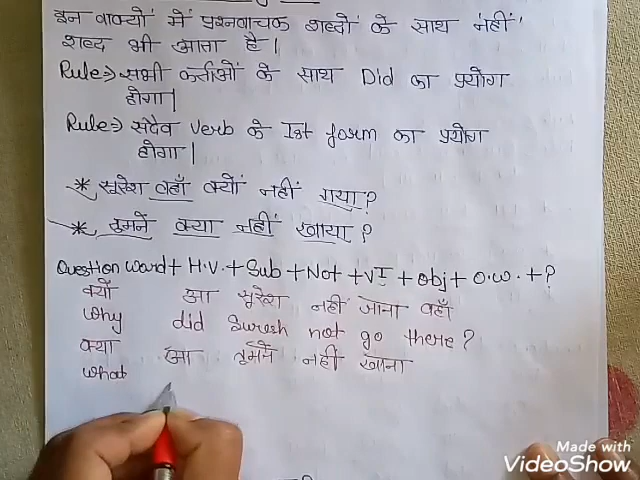 इन वाक्यों में प्रश्नवाचक शब्दों के साथ 'नहीं'
शब्द भी आता है।
Rule⇒ सभी कर्त्ताओं के साथ Did का प्रयोग
होगा।
Rule⇒ सदैव Verb के Ist form का प्रयोग
होगा।
* सुरेश वहाँ क्यों नहीं गया?
* तुमने क्या नहीं खाया?
Question word + H.V. + Sub + Not + VI + obj + O.W. + ?
क्यों आ सुरेश नहीं जाना वहाँ
Why did Suresh not go there?
क्या आ तुमने नहीं खाना
What
Made with
VideoShow